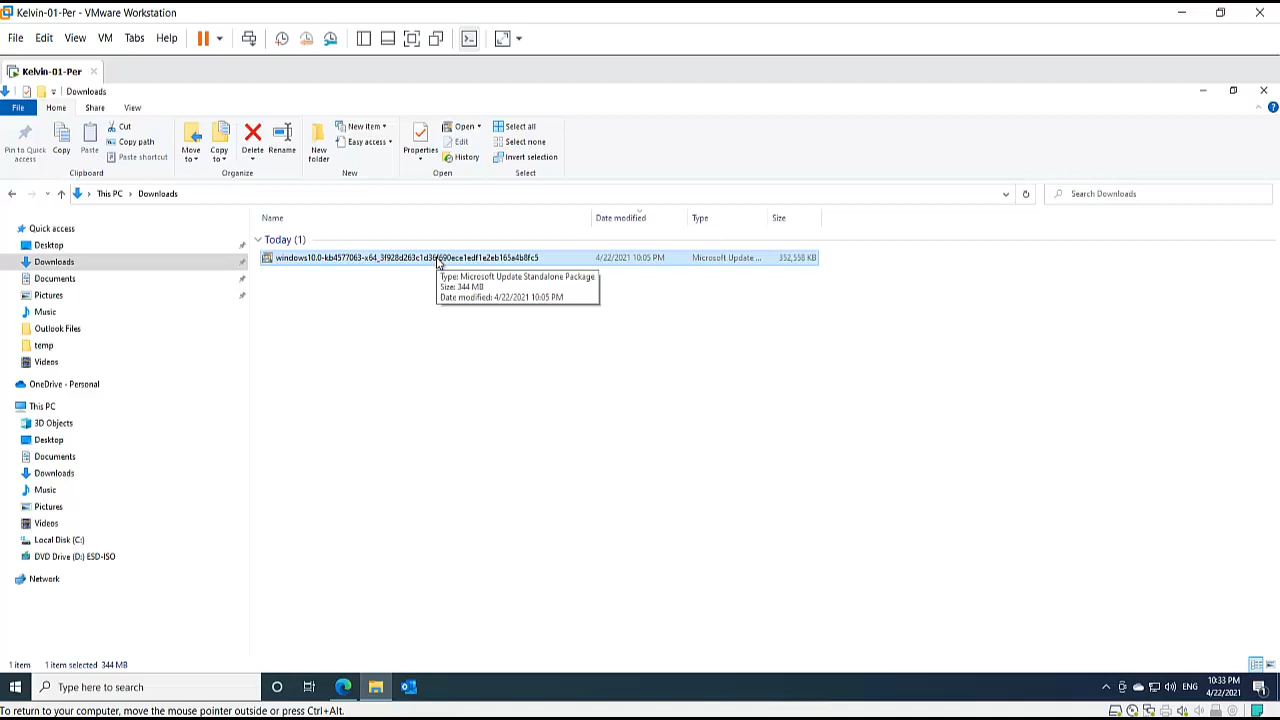 Kelvin-01-Per - VMware Workstation
File Edit View VM Tabs Help
Kelvin-01-Per
Downloads
File Home Share View
Pin to Quick access
Copy
Paste
Cut
Copy path
Paste shortcut
Clipboard
Move to
Copy to
Delete
Rename
Organize
New folder
New item
Easy access
New
Properties
Open
Edit
History
Open
Select all
Select none
Invert selection
Select
This PC > Downloads
Search Downloads
Name Date modified Type Size
Quick access
Desktop
Downloads
Documents
Pictures
Music
Outlook Files
temp
Videos
OneDrive - Personal
This PC
3D Objects
Desktop
Documents
Downloads
Music
Pictures
Videos
Local Disk (C:)
DVD Drive (D:) ESD-ISO
Network
Today (1)
4/22/2021 10:05 PM Microsoft Update ... 352,558 KB
Type: Microsoft Update Standalone Package
Size: 344 MB
Date modified: 4/22/2021 10:05 PM
1 item 1 item selected 344 MB
Type here to search
ENG
10:33 PM
4/22/2021
To return to your computer, move the mouse pointer outside or press Ctrl+Alt.